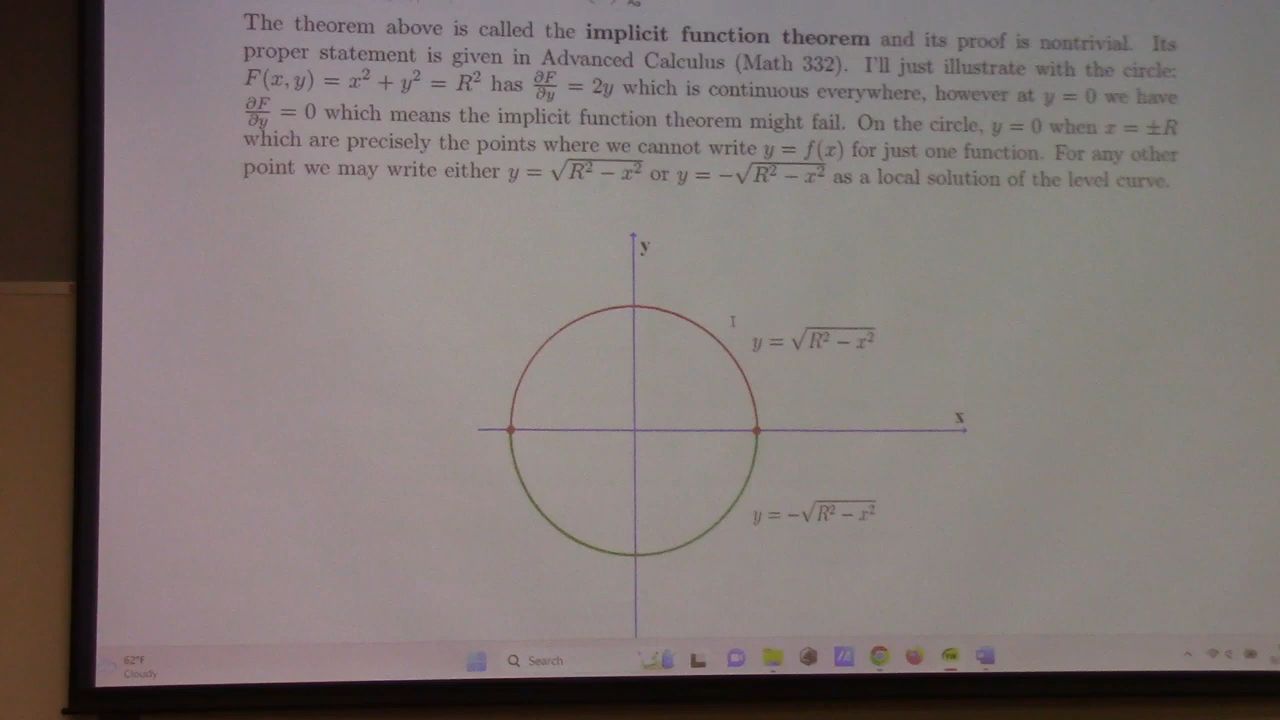 The theorem above is called the implicit function theorem and its proof is nontrivial. Its
proper statement is given in Advanced Calculus (Math 332). I'll just illustrate with the circle:
F(x, y) = x² + y² = R² has ∂F/∂y = 2y which is continuous everywhere, however at y = 0 we have
∂F/∂y = 0 which means the implicit function theorem might fail. On the circle, y = 0 when x = ±R
which are precisely the points where we cannot write y = f(x) for just one function. For any other
point we may write either y = √(R² − x²) or y = −√(R² − x²) as a local solution of the level curve.
y
y = √(R² − x²)
x
y = −√(R² − x²)
62°F
Cloudy
Search